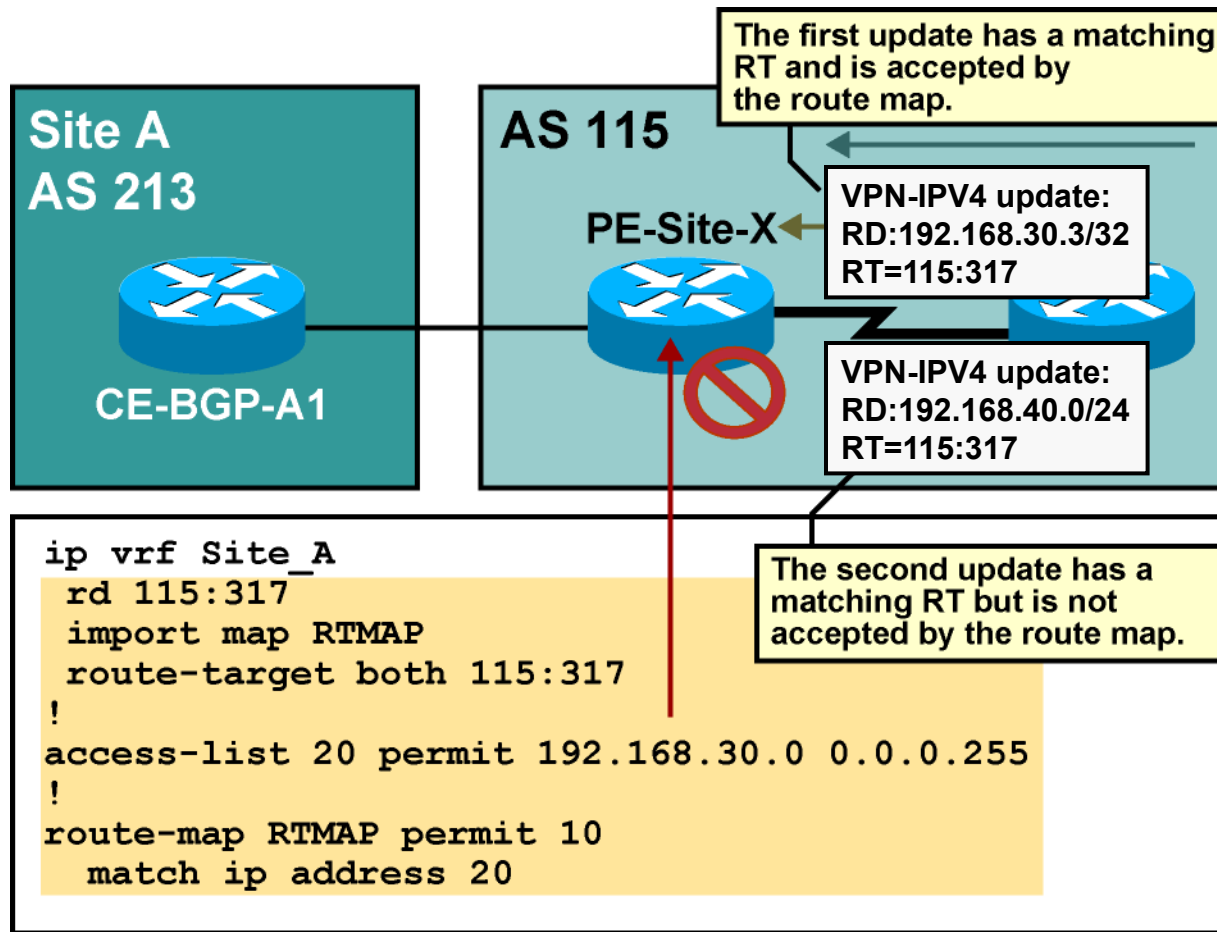 The first update has a matching
RT and is accepted by
the route map.
Site A
AS 213
AS 115
PE-Site-X
VPN-IPV4 update:
RD:192.168.30.3/32
RT=115:317
CE-BGP-A1
VPN-IPV4 update:
RD:192.168.40.0/24
RT=115:317
The second update has a
matching RT but is not
accepted by the route map.
ip vrf Site_A
rd 115:317
import map RTMAP
route-target both 115:317
!
access-list 20 permit 192.168.30.0 0.0.0.255
!
route-map RTMAP permit 10
match ip address 20